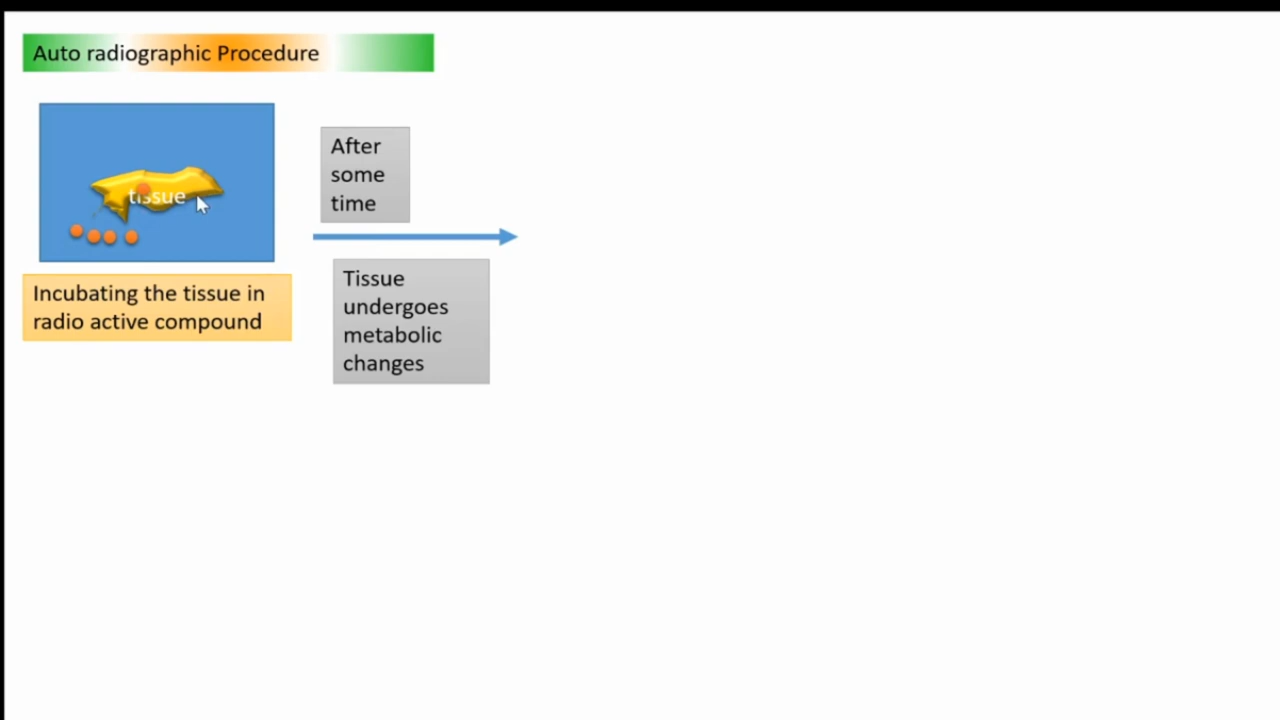 Auto radiographic Procedure
tissue
Incubating the tissue in
radio active compound
After
some
time
Tissue
undergoes
metabolic
changes